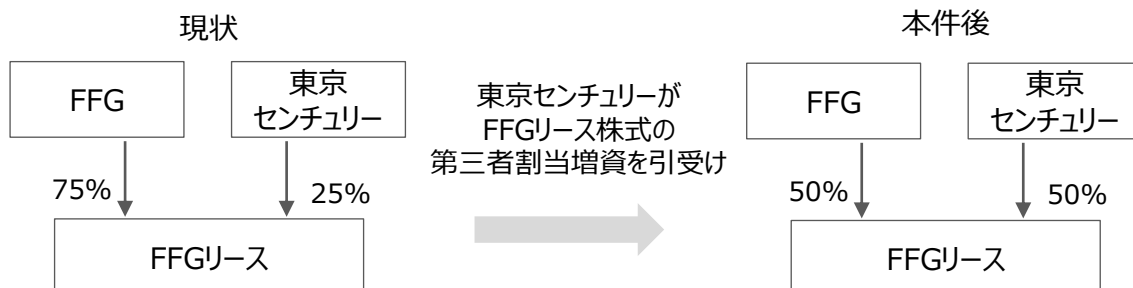 現状
FFG
東京
センチュリー
75%
25%
FFGリース
東京センチュリーが
FFGリース株式の
第三者割当増資を引受け
本件後
FFG
東京
センチュリー
50%
50%
FFGリース